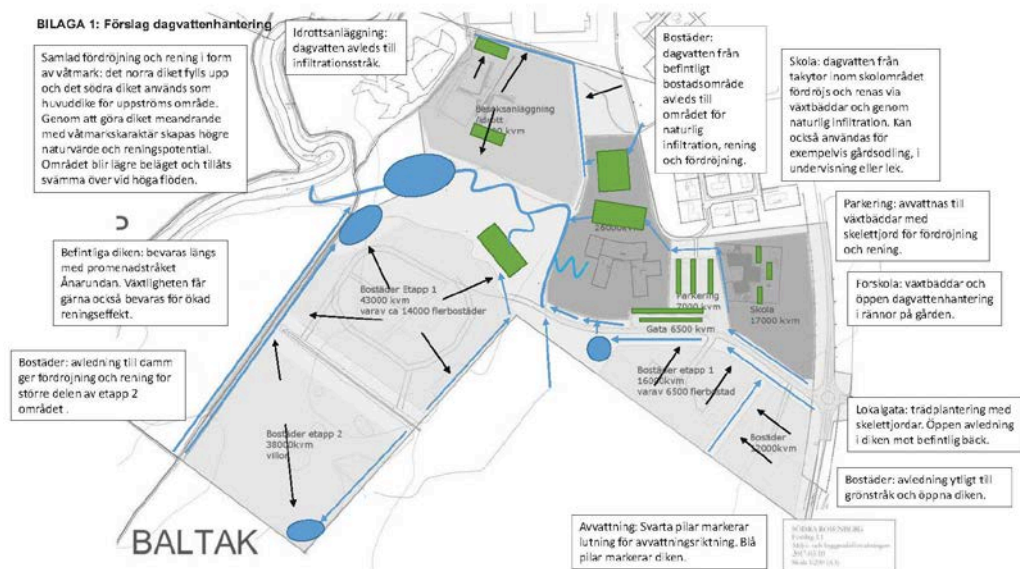 BILAGA 1: Förslag dagvattenhantering
Samlad fördröjning och rening i form
av våtmark: det norra diket fylls upp
och det södra diket används som
huvuddike för uppströms område.
Genom att göra diket meandrande
med våtmarkskaraktär skapas högre
naturvärde och reningspotential.
Området blir lägre beläget och tillåts
svämma över vid höga flöden.
Idrottsanläggning:
dagvatten avleds till
infiltrationsstråk.
Bostäder:
dagvatten från
befintligt
bostadsområde
avleds till
området för
naturlig
infiltration, rening
och fördröjning.
Skola: dagvatten från
takytor inom skolområdet
fördröjs och renas via
växtbäddar och genom
naturlig infiltration. Kan
också användas för
exempelvis gårdsodling, i
undervisning eller lek.
Parkering: avvattnas till
växtbäddar med
skelettjord för fördröjning
och rening.
Förskola: växtbäddar och
öppen dagvattenhantering
i rännor på gården.
Lokalgata: trädplantering med
skelettjordar. Öppen avledning
i diken mot befintlig bäck.
Bostäder: avledning ytligt till
grönstråk och öppna diken.
Befintliga diken: bevaras längs
med promenadstråket
Ånarundan. Växtligheten får
gärna också bevaras för ökad
reningseffekt.
Bostäder: avledning till damm
ger fördröjning och rening för
större delen av etapp 2
området .
Besöksanläggning
/idrott
kvm
16000kvm
Parkering
7000 kvm
Skola
17000 kvm
Gata 6500 kvm
Bostäder Etapp 1
43000 kvm
varav ca 14000 flerbostäder
Bostäder etapp 1
16000kvm
varav 6500 flerbostad
Bostäder
12000kvm
Bostäder etapp 2
38000kvm
villor
BALTAK
Avvattning: Svarta pilar markerar
lutning för avvattningsriktning. Blå
pilar markerar diken.
SÖDRA ROSENBERG